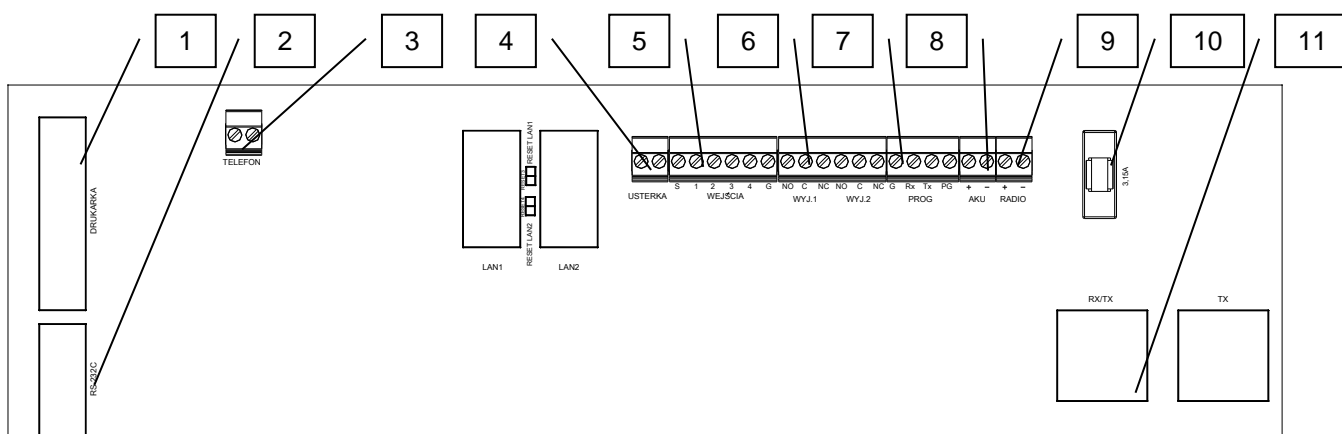 1 2 3 4 5 6 7 8 9 10 11
DRUKARKA
RS-232C
TELEFON
RESET LAN1
RESET LAN2
LAN1 LAN2
S 1 2 3 4 G NO C NC NO C NC G Rx Tx PG + − + −
USTERKA WEJŚCIA WYJ.1 WYJ.2 PROG AKU RADIO
3,15A
RX/TX TX